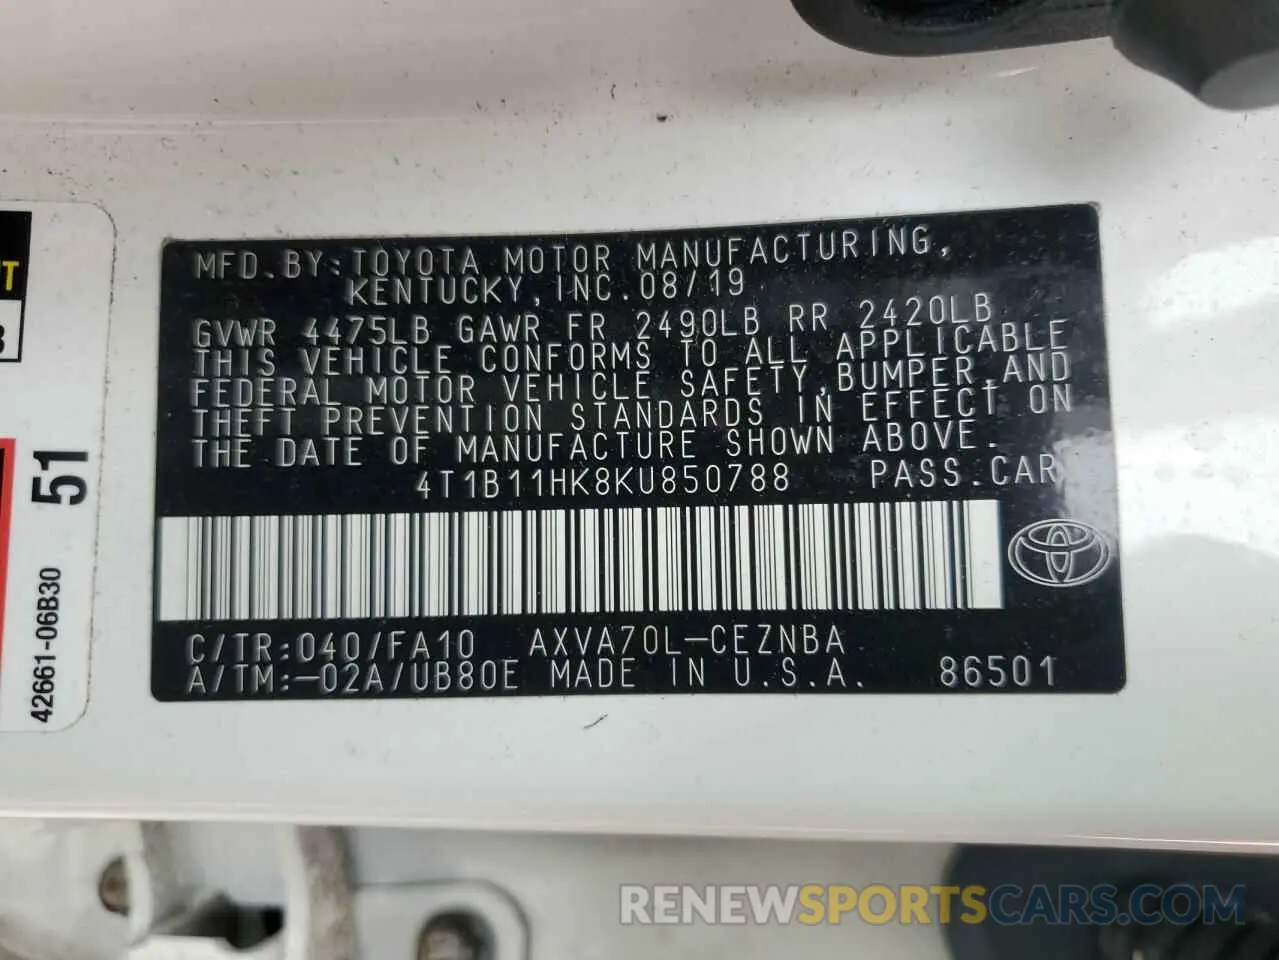 MFD.BY:TOYOTA MOTOR MANUFACTURING,
KENTUCKY,INC.08/19
GVWR 4475LB GAWR FR 2490LB RR 2420LB
THIS VEHICLE CONFORMS TO ALL APPLICABLE
FEDERAL MOTOR VEHICLE SAFETY,BUMPER,AND
THEFT PREVENTION STANDARDS IN EFFECT ON
THE DATE OF MANUFACTURE SHOWN ABOVE.
4T1B11HK8KU850788 PASS.CAR
C/TR:040/FA10 AXVA70L-CEZNBA
A/TM:-02A/UB80E MADE IN U.S.A. 86501
51
42661-06B30
RENEWSPORTSCARS.COM